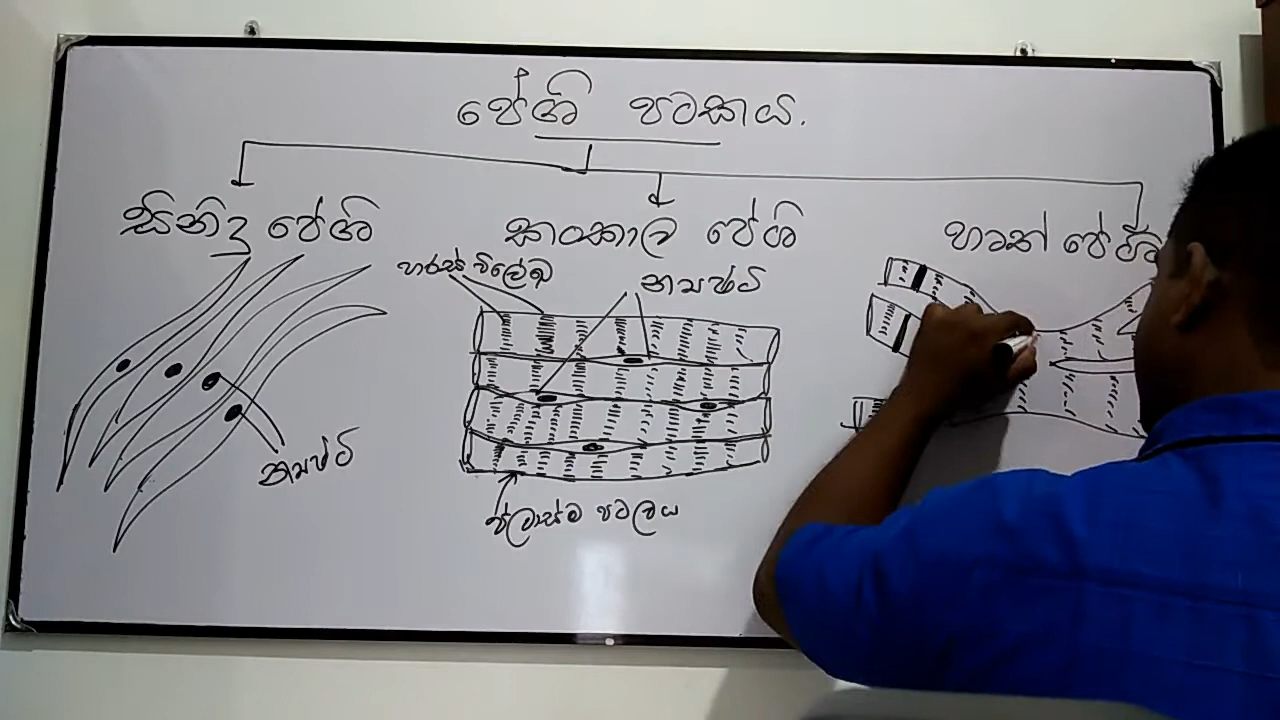 පේශි පටකය.
සිනිඳු පේශි
කංකාල පේශි
හෘත් පේශි
හරස් විලේඛ
න්‍යෂ්ටි
න්‍යෂ්ටි
ප්ලාස්ම පටලය